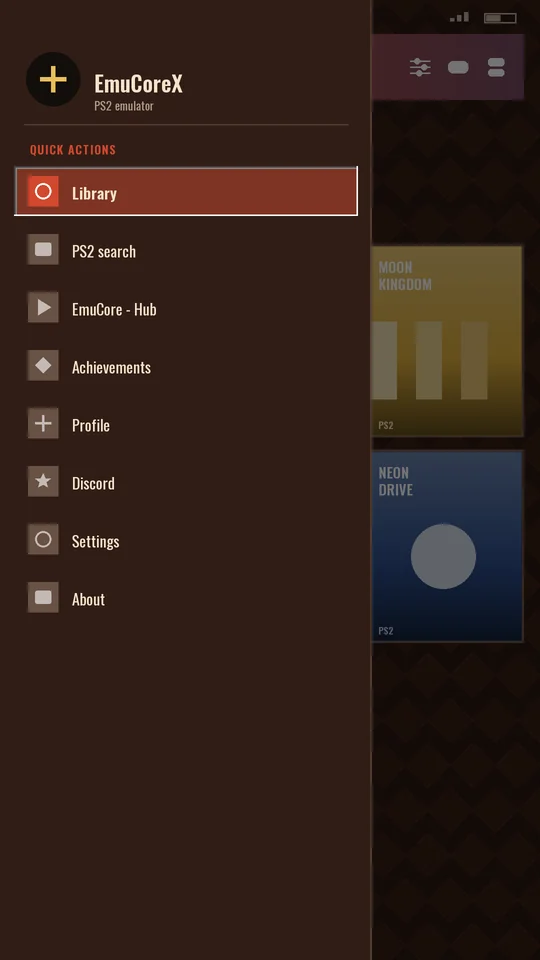 EmuCoreX
PS2 emulator
QUICK ACTIONS
Library
PS2 search
EmuCore - Hub
Achievements
Profile
Discord
Settings
About
MOON
KINGDOM
PS2
NEON
DRIVE
PS2